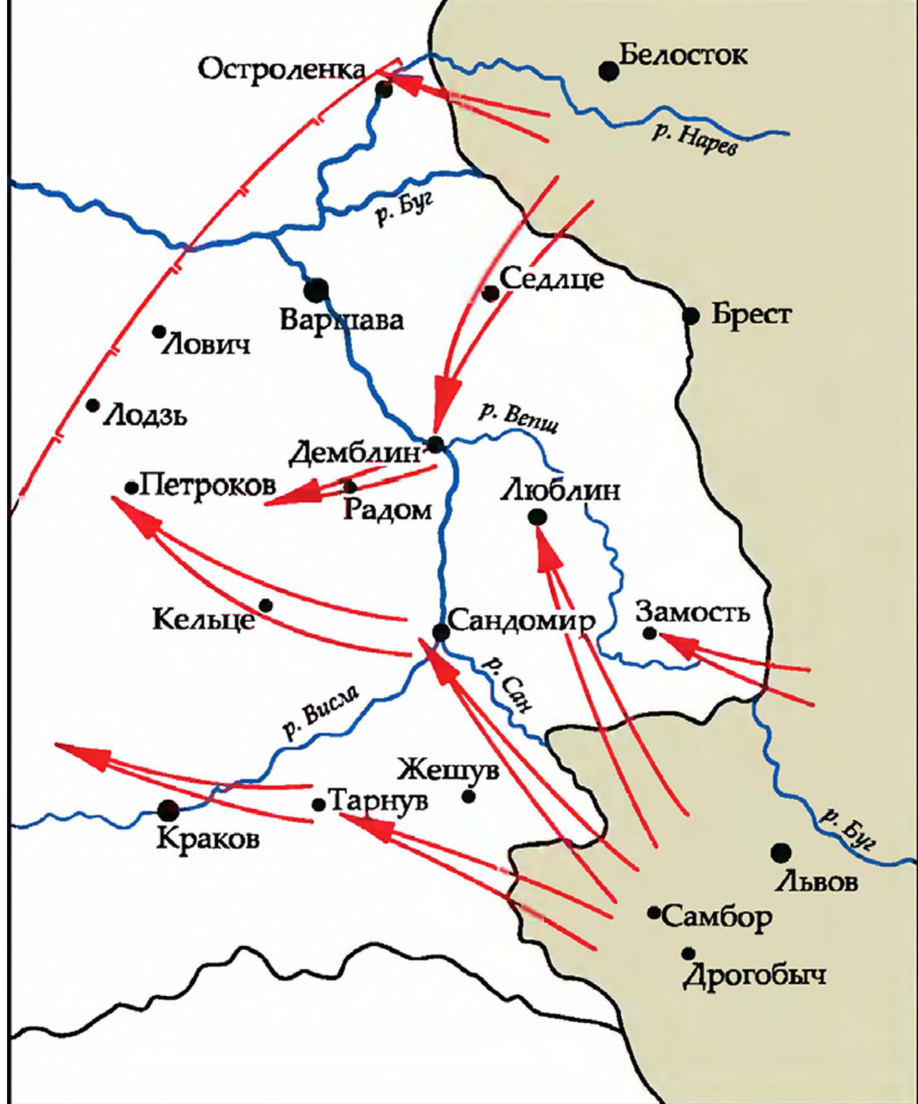 Белосток
Остроленка
р. Нарев
р. Буг
Седлце
Варшава
Брест
Лович
Лодзь
р. Вепш
Демблин
Петроков
Люблин
Радом
Кельце
Сандомир
Замость
р. Сан
р. Висла
Жешув
Тарнув
Краков
р. Буг
Львов
Самбор
Дрогобыч